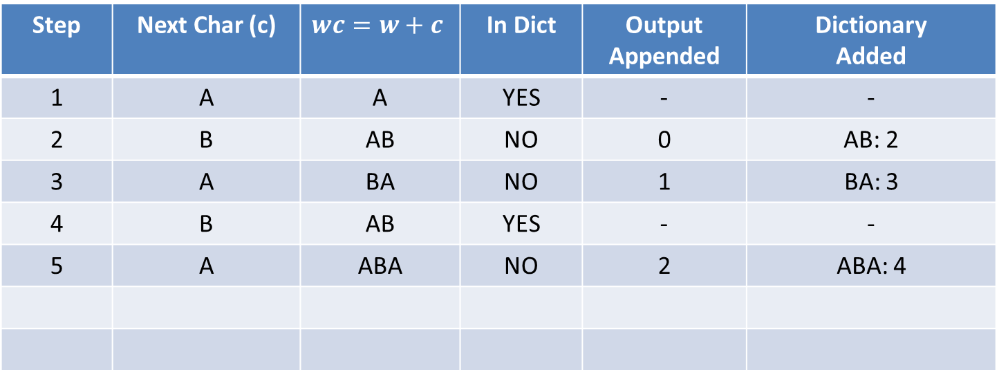 Step Next Char (c) wc = w + c In Dict Output Appended Dictionary Added
1 A A YES - -
2 B AB NO 0 AB: 2
3 A BA NO 1 BA: 3
4 B AB YES - -
5 A ABA NO 2 ABA: 4